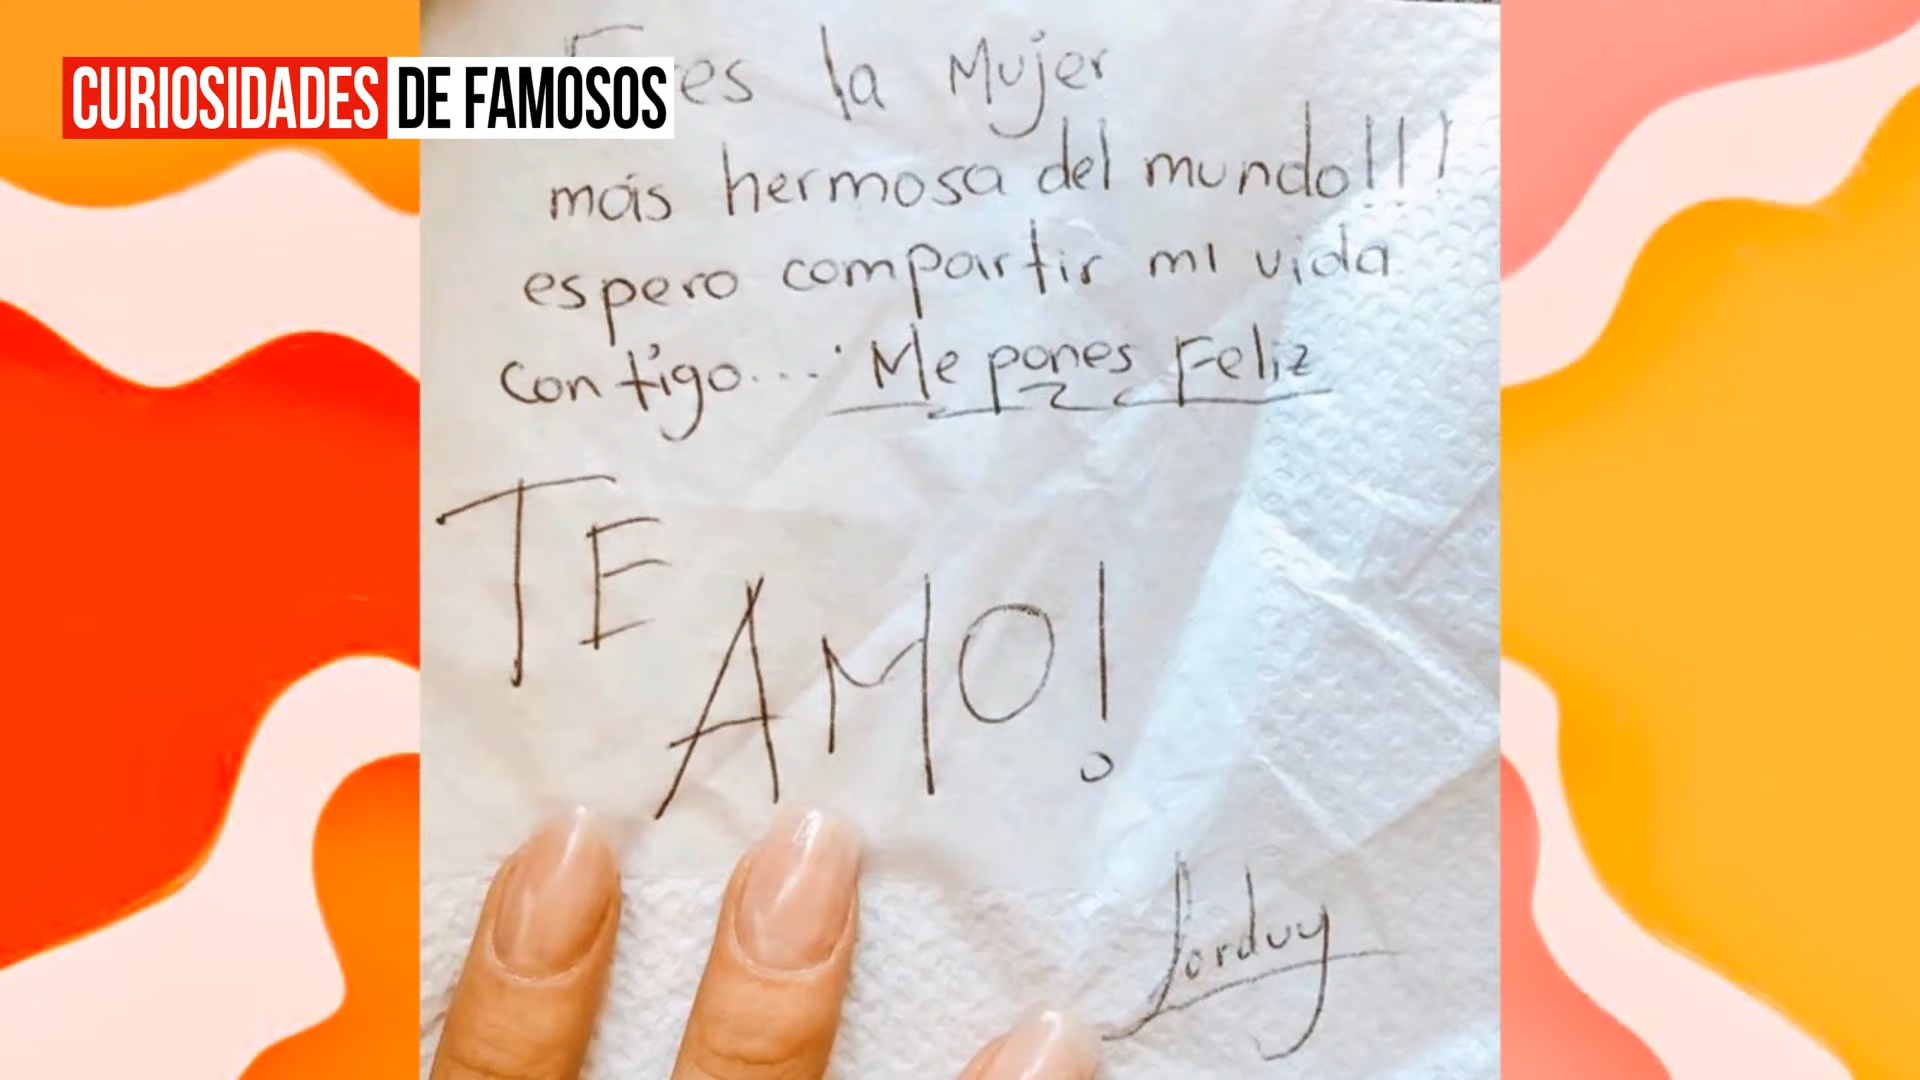 CURIOSIDADES DE FAMOSOS
es la Mujer
más hermosa del mundo!!!
espero compartir mi vida
contigo... Me pones Feliz
TE
AMO!
Lorduy